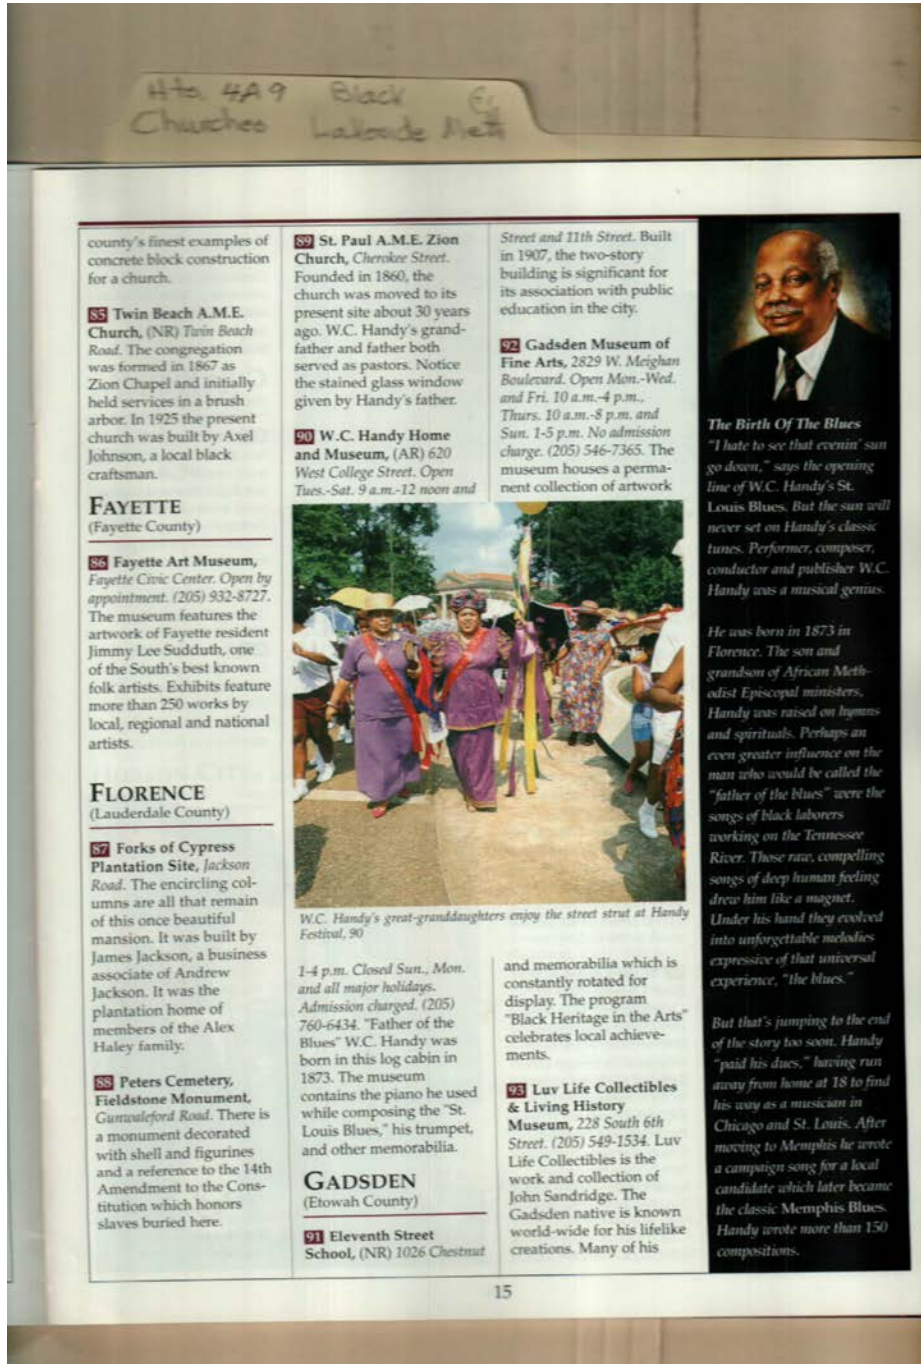 Hto. 4A9 Black
Churches Lakeside Meth
county's finest examples of
concrete block construction
for a church.
85 Twin Beach A.M.E.
Church, (NR) Twin Beach
Road. The congregation
was formed in 1867 as
Zion Chapel and initially
held services in a brush
arbor. In 1925 the present
church was built by Axel
Johnson, a local black
craftsman.
FAYETTE
(Fayette County)
86 Fayette Art Museum,
Fayette Civic Center. Open by
appointment. (205) 932-8727.
The museum features the
artwork of Fayette resident
Jimmy Lee Sudduth, one
of the South's best known
folk artists. Exhibits feature
more than 250 works by
local, regional and national
artists.
FLORENCE
(Lauderdale County)
87 Forks of Cypress
Plantation Site, Jackson
Road. The encircling col-
umns are all that remain
of this once beautiful
mansion. It was built by
James Jackson, a business
associate of Andrew
Jackson. It was the
plantation home of
members of the Alex
Haley family.
88 Peters Cemetery,
Fieldstone Monument,
Gunwaleford Road. There is
a monument decorated
with shell and figurines
and a reference to the 14th
Amendment to the Cons-
titution which honors
slaves buried here.
89 St. Paul A.M.E. Zion
Church, Cherokee Street.
Founded in 1860, the
church was moved to its
present site about 30 years
ago. W.C. Handy's grand-
father and father both
served as pastors. Notice
the stained glass window
given by Handy's father.
90 W.C. Handy Home
and Museum, (AR) 620
West College Street. Open
Tues.-Sat. 9 a.m.-12 noon and
W.C. Handy's great-granddaughters enjoy the street strut at Handy
Festival, 90
1-4 p.m. Closed Sun., Mon.
and all major holidays.
Admission charged. (205)
760-6434. "Father of the
Blues" W.C. Handy was
born in this log cabin in
1873. The museum
contains the piano he used
while composing the "St.
Louis Blues," his trumpet,
and other memorabilia.
GADSDEN
(Etowah County)
91 Eleventh Street
School, (NR) 1026 Chestnut
Street and 11th Street. Built
in 1907, the two-story
building is significant for
its association with public
education in the city.
92 Gadsden Museum of
Fine Arts, 2829 W. Meighan
Boulevard. Open Mon.-Wed.
and Fri. 10 a.m.-4 p.m.,
Thurs. 10 a.m.-8 p.m. and
Sun. 1-5 p.m. No admission
charge. (205) 546-7365. The
museum houses a perma-
nent collection of artwork
and memorabilia which is
constantly rotated for
display. The program
"Black Heritage in the Arts"
celebrates local achieve-
ments.
93 Luv Life Collectibles
& Living History
Museum, 228 South 6th
Street. (205) 549-1534. Luv
Life Collectibles is the
work and collection of
John Sandridge. The
Gadsden native is known
world-wide for his lifelike
creations. Many of his
The Birth Of The Blues
"I hate to see that evenin' sun
go down," says the opening
line of W.C. Handy's St.
Louis Blues. But the sun will
never set on Handy's classic
tunes. Performer, composer,
conductor and publisher W.C.
Handy was a musical genius.
He was born in 1873 in
Florence. The son and
grandson of African Meth-
odist Episcopal ministers,
Handy was raised on hymns
and spirituals. Perhaps an
even greater influence on the
man who would be called the
"father of the blues" were the
songs of black laborers
working on the Tennessee
River. Those raw, compelling
songs of deep human feeling
drew him like a magnet.
Under his hand they evolved
into unforgettable melodies
expressive of that universal
experience, "the blues."
But that's jumping to the end
of the story too soon. Handy
"paid his dues," having run
away from home at 18 to find
his way as a musician in
Chicago and St. Louis. After
moving to Memphis he wrote
a campaign song for a local
candidate which later became
the classic Memphis Blues.
Handy wrote more than 150
compositions.
15